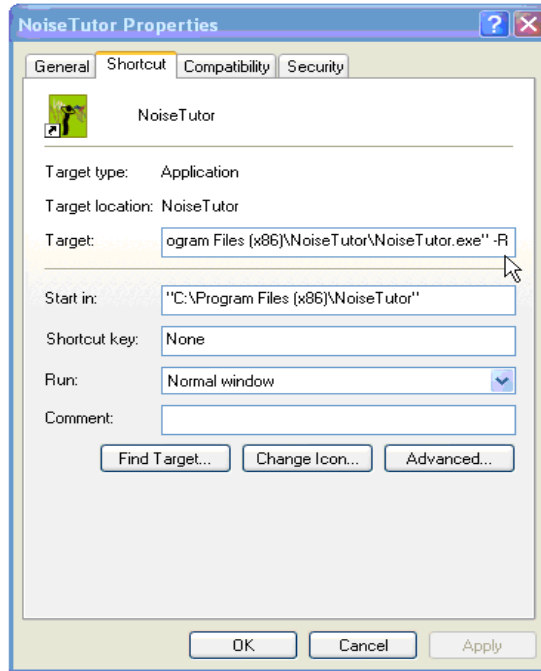 NoiseTutor Properties
General Shortcut Compatibility Security
NoiseTutor
Target type: Application
Target location: NoiseTutor
Target: ogram Files (x86)\NoiseTutor\NoiseTutor.exe" -R
Start in: "C:\Program Files (x86)\NoiseTutor"
Shortcut key: None
Run: Normal window
Comment:
Find Target... Change Icon... Advanced...
OK Cancel Apply